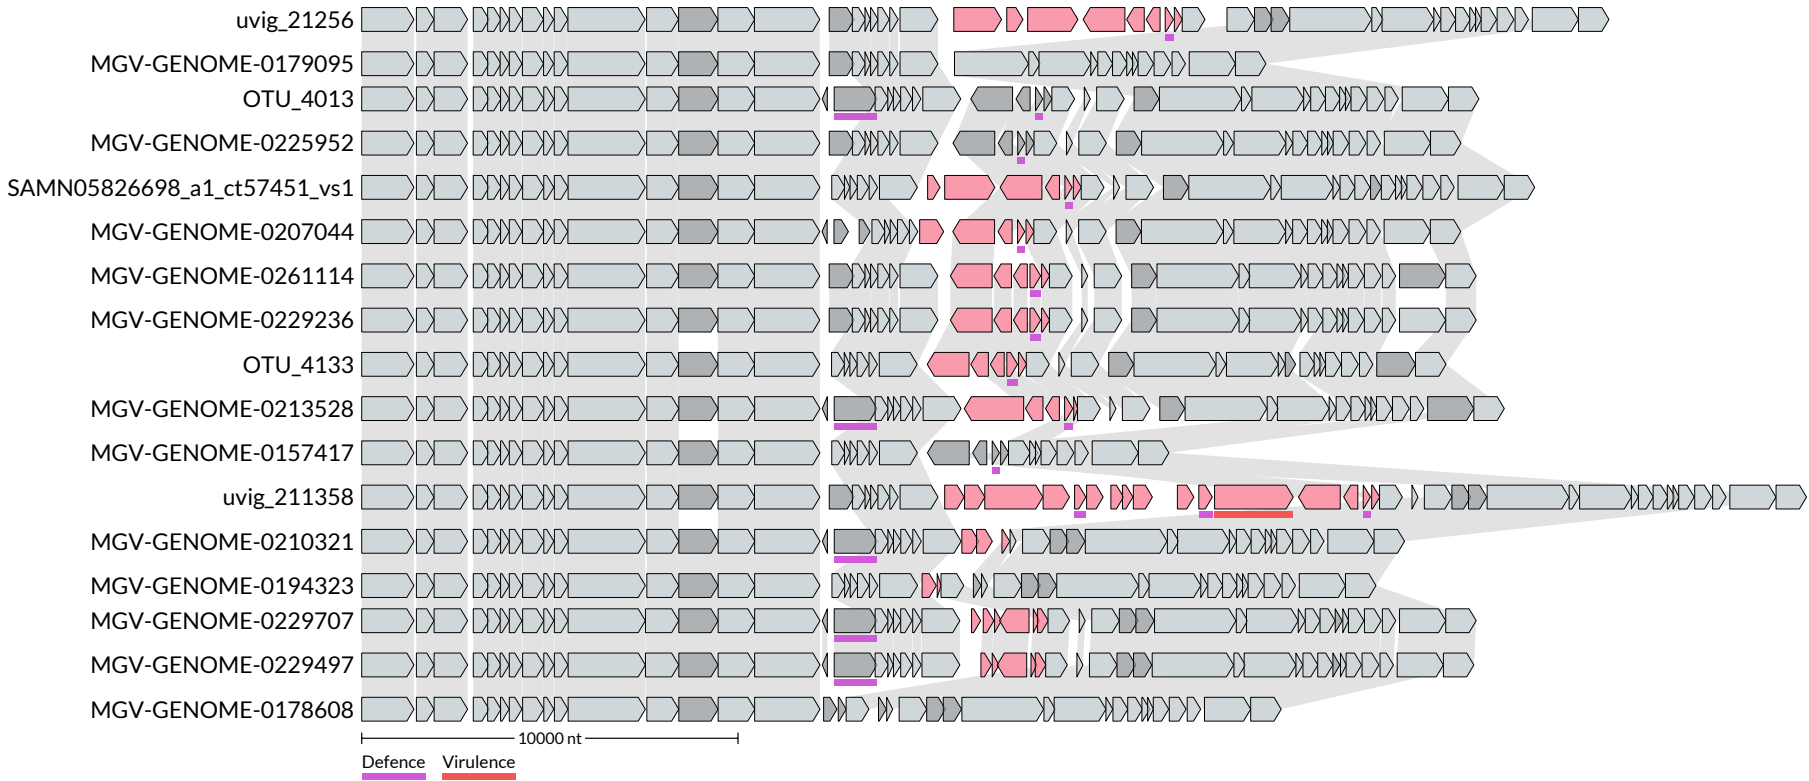 uvig_21256
MGV-GENOME-0179095
OTU_4013
MGV-GENOME-0225952
SAMN05826698_a1_ct57451_vs1
MGV-GENOME-0207044
MGV-GENOME-0261114
MGV-GENOME-0229236
OTU_4133
MGV-GENOME-0213528
MGV-GENOME-0157417
uvig_211358
MGV-GENOME-0210321
MGV-GENOME-0194323
MGV-GENOME-0229707
MGV-GENOME-0229497
MGV-GENOME-0178608
10000 nt
Defence Virulence